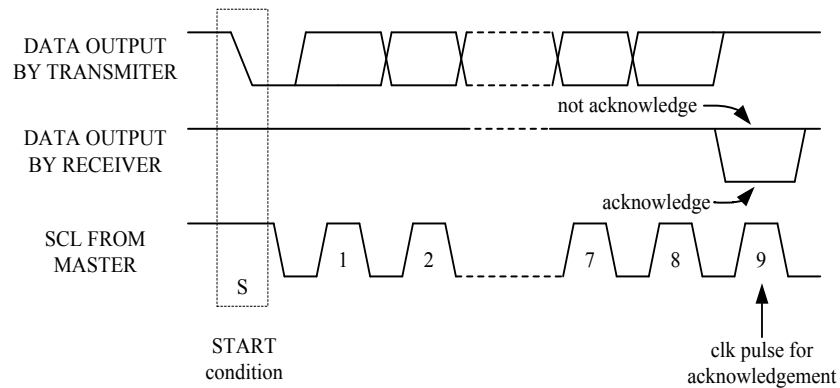 DATA OUTPUT
BY TRANSMITER
not acknowledge
DATA OUTPUT
BY RECEIVER
acknowledge
SCL FROM
MASTER
1
2
7
8
9
S
START
condition
clk pulse for
acknowledgement